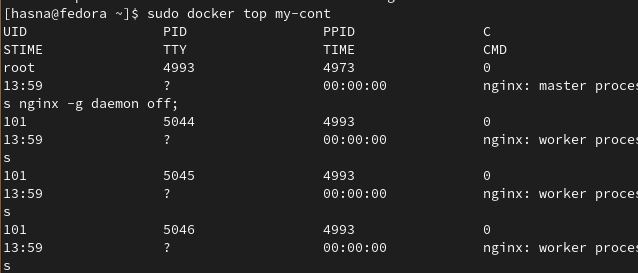 [hasna@fedora ~]$ sudo docker top my-cont
UID PID PPID C
STIME TTY TIME CMD
root 4993 4973 0
13:59 ? 00:00:00 nginx: master proces
s nginx -g daemon off;
101 5044 4993 0
13:59 ? 00:00:00 nginx: worker proces
s
101 5045 4993 0
13:59 ? 00:00:00 nginx: worker proces
s
101 5046 4993 0
13:59 ? 00:00:00 nginx: worker proces
s